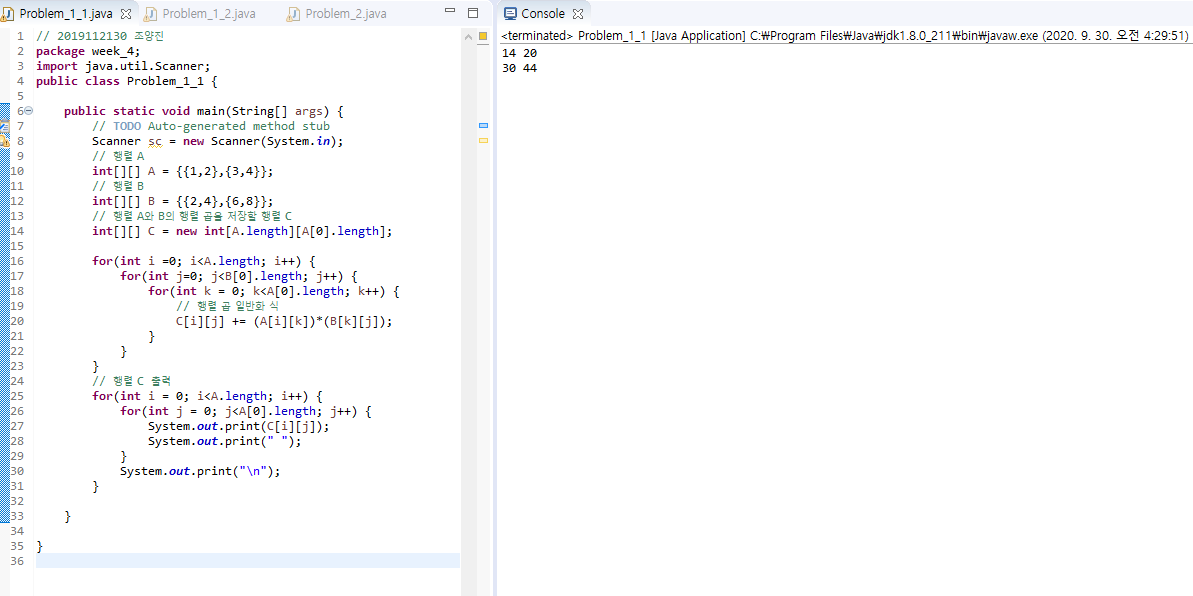 Problem_1_1.java Problem_1_2.java Problem_2.java
1 // 2019112130 조양진
2 package week_4;
3 import java.util.Scanner;
4 public class Problem_1_1 {
5
6 public static void main(String[] args) {
7 // TODO Auto-generated method stub
8 Scanner sc = new Scanner(System.in);
9 // 행렬 A
10 int[][] A = {{1,2},{3,4}};
11 // 행렬 B
12 int[][] B = {{2,4},{6,8}};
13 // 행렬 A와 B의 행렬 곱을 저장할 행렬 C
14 int[][] C = new int[A.length][A[0].length];
15
16 for(int i =0; i<A.length; i++) {
17 for(int j=0; j<B[0].length; j++) {
18 for(int k = 0; k<A[0].length; k++) {
19 // 행렬 곱 일반화 식
20 C[i][j] += (A[i][k])*(B[k][j]);
21 }
22 }
23 }
24 // 행렬 C 출력
25 for(int i = 0; i<A.length; i++) {
26 for(int j = 0; j<A[0].length; j++) {
27 System.out.print(C[i][j]);
28 System.out.print(" ");
29 }
30 System.out.print("\n");
31 }
32
33 }
34
35 }
36
Console
<terminated> Problem_1_1 [Java Application] C:₩Program Files₩Java₩jdk1.8.0_211₩bin₩javaw.exe (2020. 9. 30. 오전 4:29:51)
14 20
30 44